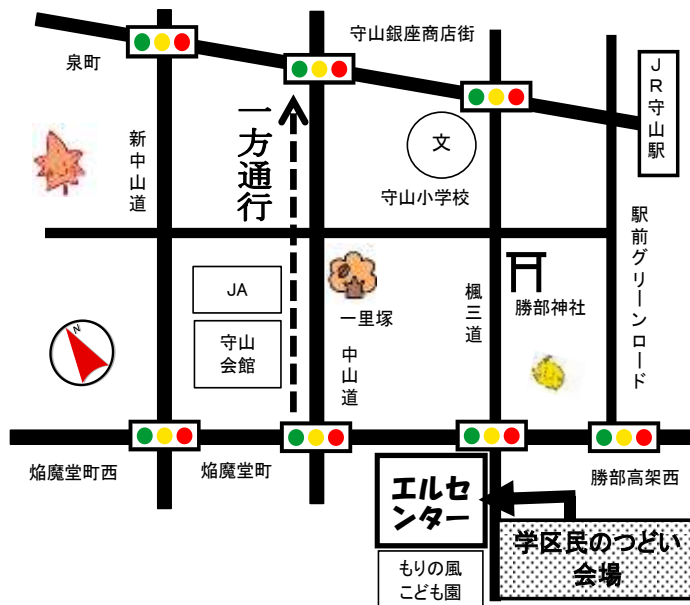 守山銀座商店街
泉町
JR守山駅
新中山道
一方通行
文
守山小学校
駅前グリーンロード
JA
守山
会館
一里塚
中山道
楓三道
勝部神社
N
焔魔堂町西
焔魔堂町
勝部高架西
エルセ
ンター
学区民のつどい
会場
もりの風
こども園